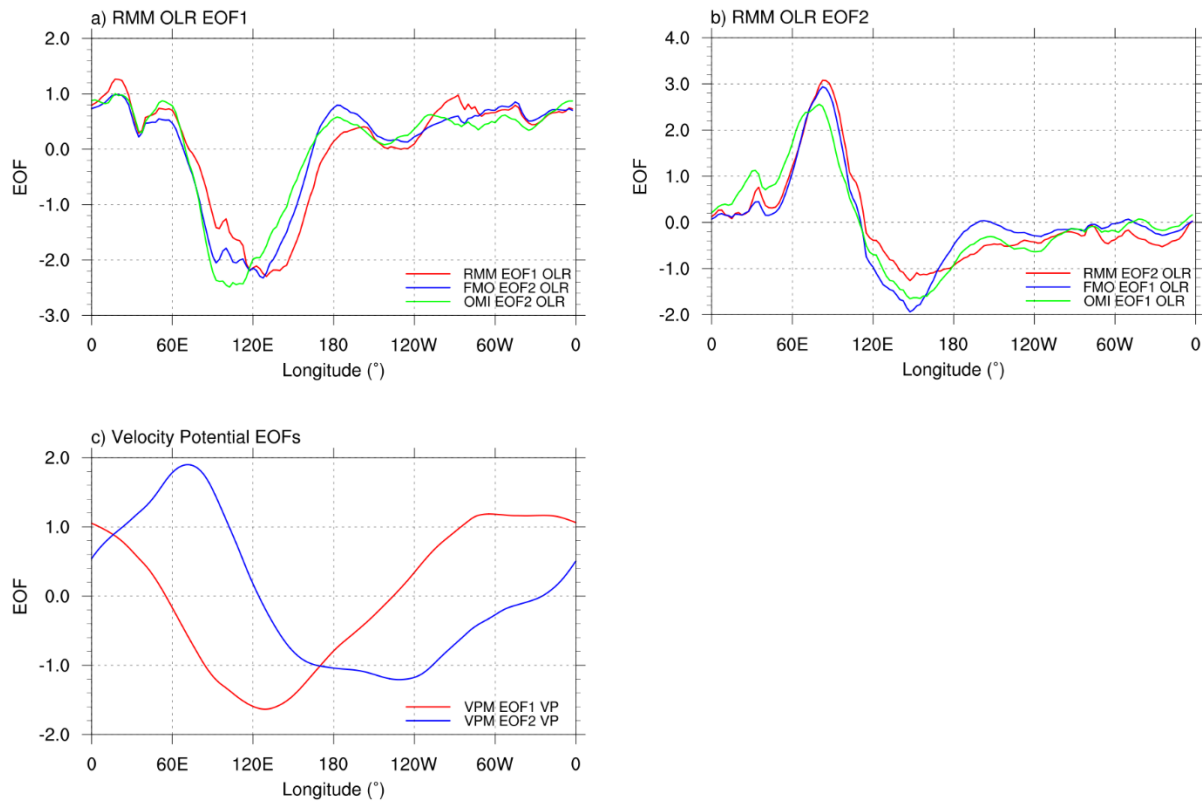 a) RMM OLR EOF1
2.0
1.0
0.0
-1.0
-2.0
-3.0
EOF
RMM EOF1 OLR
FMO EOF2 OLR
OMI EOF2 OLR
0 60E 120E 180 120W 60W 0
Longitude (°)
b) RMM OLR EOF2
4.0
3.0
2.0
1.0
0.0
-1.0
-2.0
EOF
RMM EOF2 OLR
FMO EOF1 OLR
OMI EOF1 OLR
0 60E 120E 180 120W 60W 0
Longitude (°)
c) Velocity Potential EOFs
2.0
1.0
0.0
-1.0
-2.0
EOF
VPM EOF1 VP
VPM EOF2 VP
0 60E 120E 180 120W 60W 0
Longitude (°)